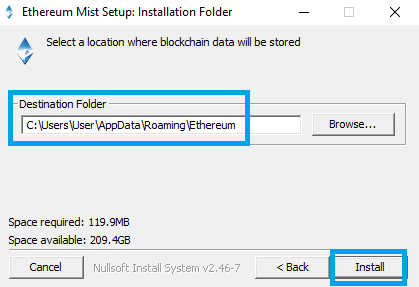 Ethereum Mist Setup: Installation Folder
Select a location where blockchain data will be stored
Destination Folder
C:\Users\User\AppData\Roaming\Ethereum
Browse...
Space required: 119.9MB
Space available: 209.4GB
Cancel
Nullsoft Install System v2.46-7
< Back
Install